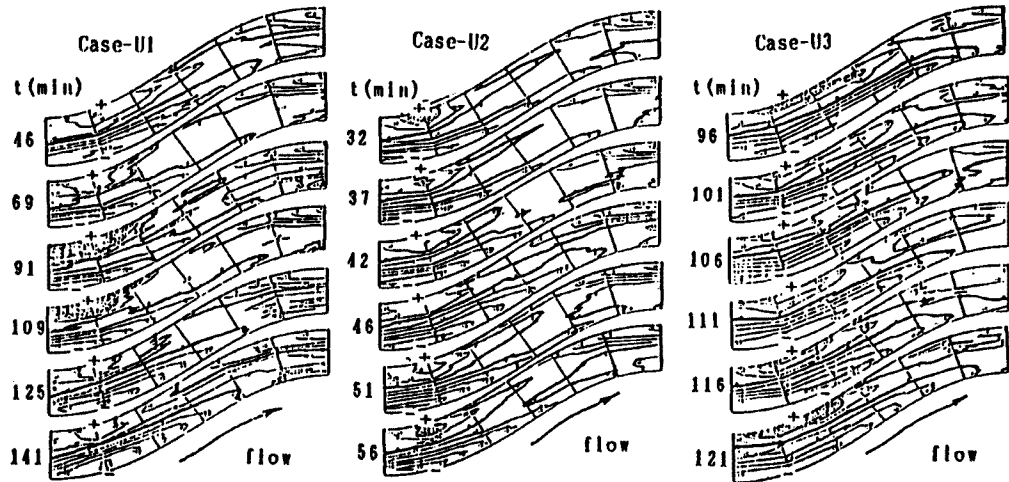 Case-U1
t(min)
46
69
91
109
125
141
flow
Case-U2
t(min)
32
37
42
46
51
56
flow
Case-U3
t(min)
96
101
106
111
116
121
flow